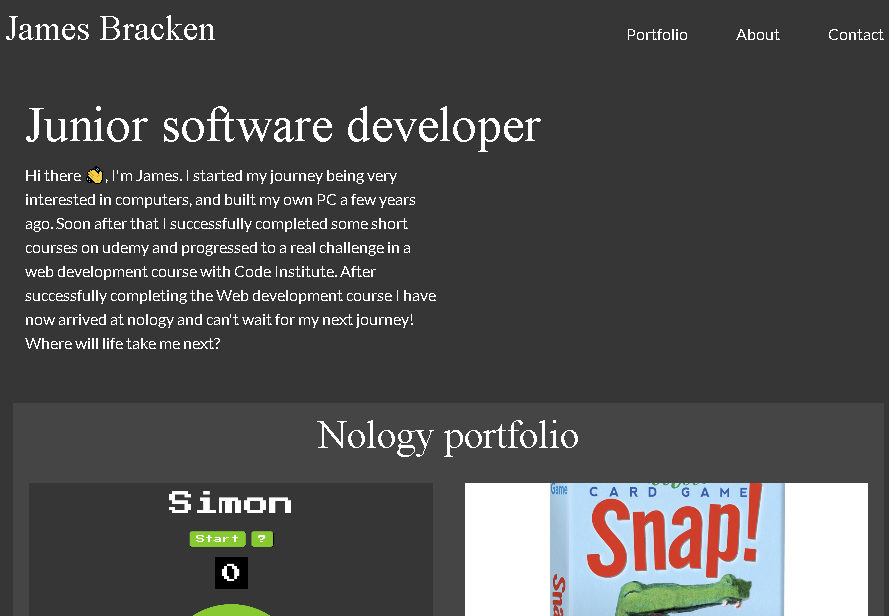 James Bracken
Portfolio About Contact
Junior software developer
Hi there 👋, I'm James. I started my journey being very
interested in computers, and built my own PC a few years
ago. Soon after that I successfully completed some short
courses on udemy and progressed to a real challenge in a
web development course with Code Institute. After
successfully completing the Web development course I have
now arrived at nology and can't wait for my next journey!
Where will life take me next?
Nology portfolio
Simon
Start ?
0
Game
CARD GAME
Snap!